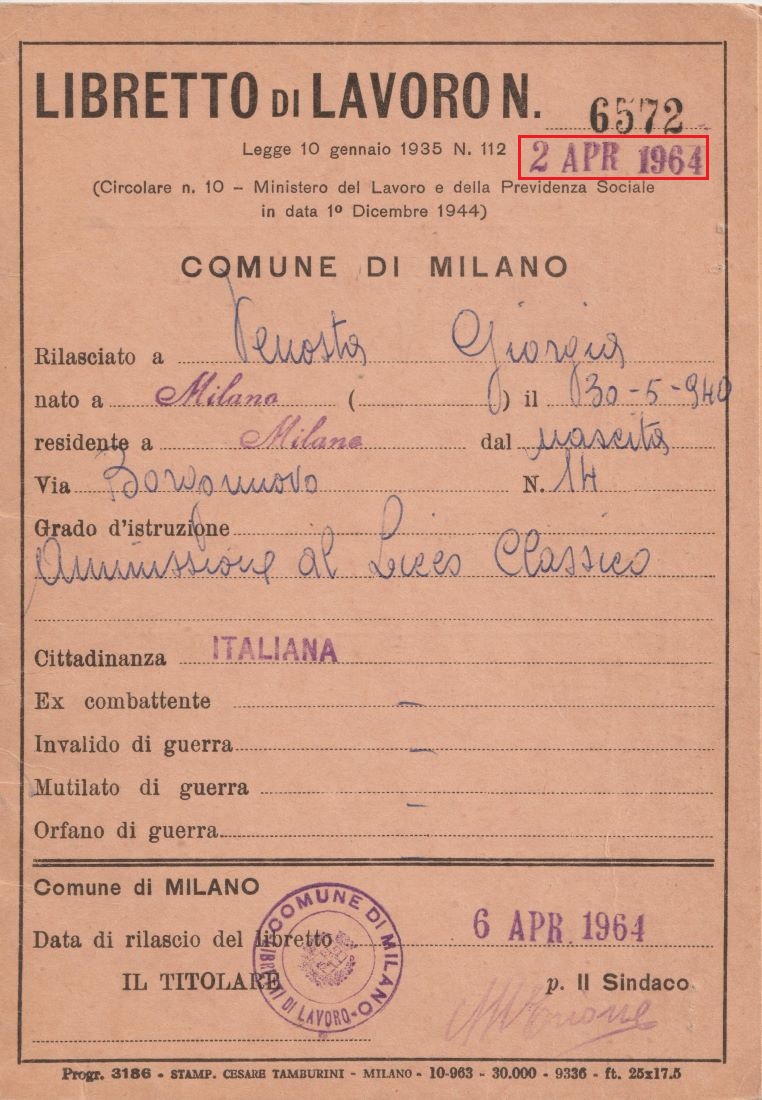 LIBRETTO DI LAVORO N. 6572
Legge 10 gennaio 1935 N. 112
2 APR 1964
(Circolare n. 10 – Ministero del Lavoro e della Previdenza Sociale
in data 1º Dicembre 1944)
COMUNE DI MILANO
Rilasciato a Venosta Giorgia
nato a Milano ( ) il 30-5-940
residente a Milano dal nascita
Via Borgonuovo N. 14
Grado d'istruzione
Ammissione al Liceo Classico
Cittadinanza ITALIANA
Ex combattente –
Invalido di guerra –
Mutilato di guerra –
Orfano di guerra –
Comune di MILANO
Data di rilascio del libretto 6 APR. 1964
COMUNE DI MILANO
LIBRETTI DI LAVORO
IL TITOLARE p. Il Sindaco
Progr. 3186 - STAMP. CESARE TAMBURINI - MILANO - 10-963 - 30.000 - 9336 - ft. 25x17.5